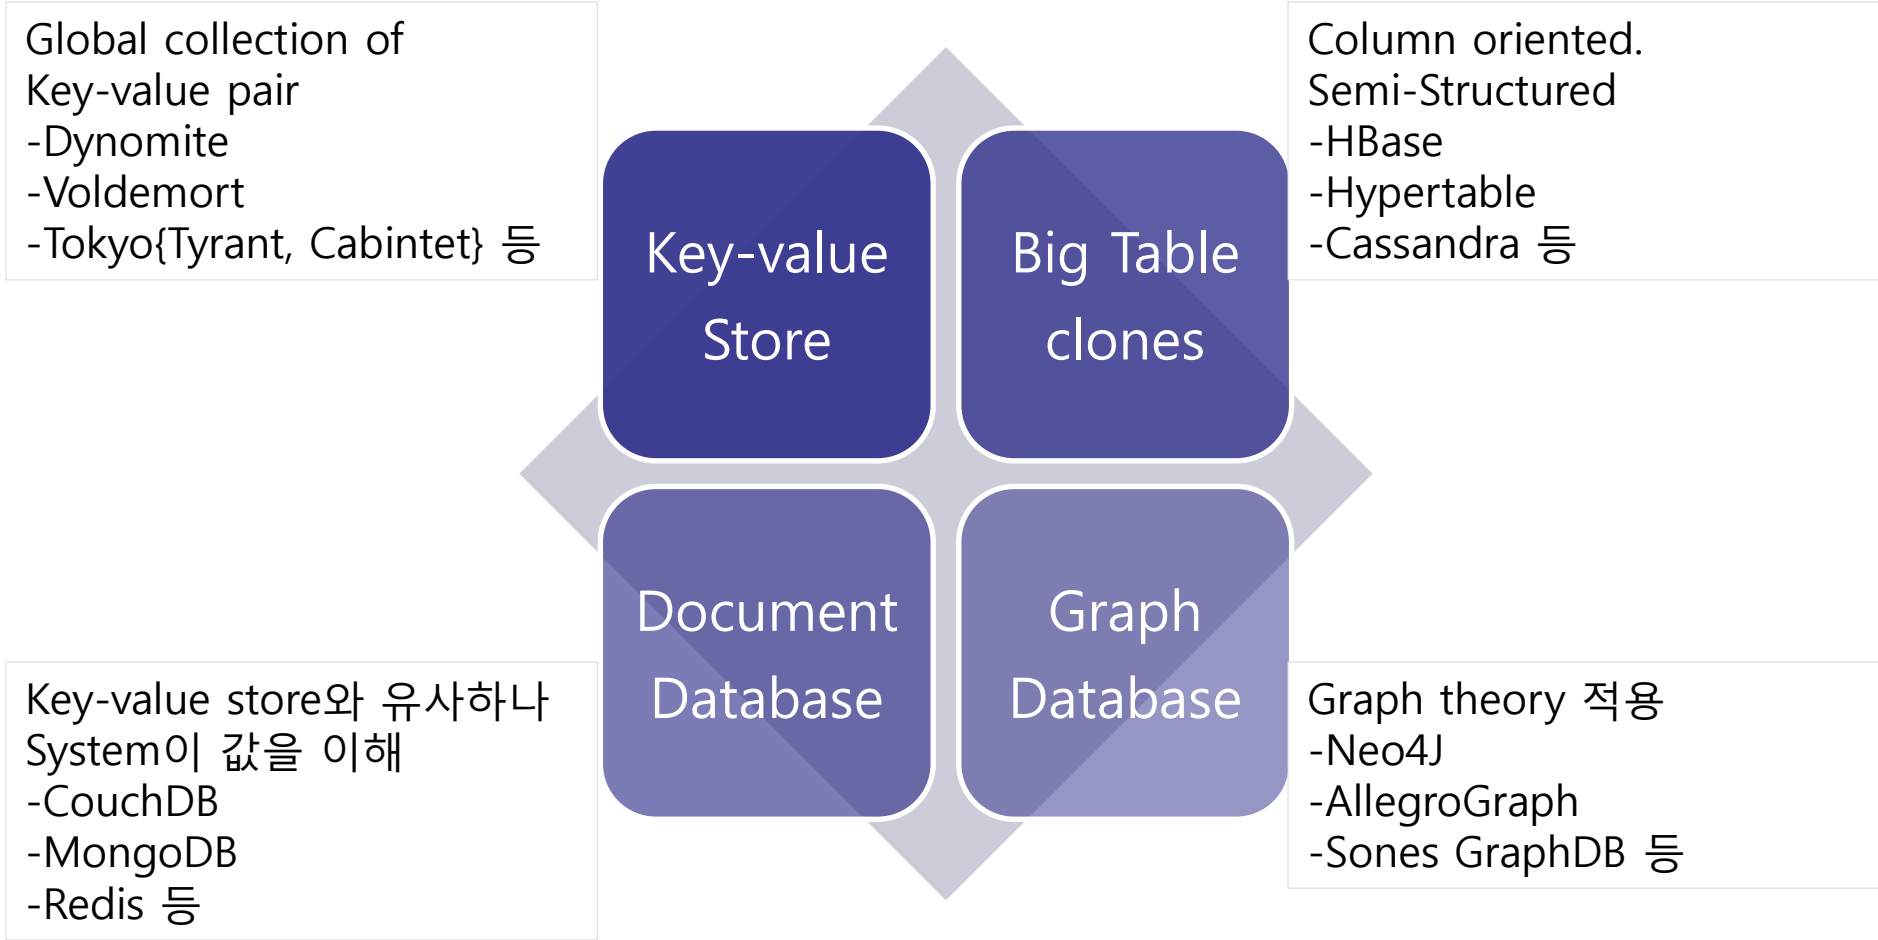 Global collection of
Key-value pair
-Dynomite
-Voldemort
-Tokyo{Tyrant, Cabintet} 등
Key-value
Store
Big Table
clones
Column oriented.
Semi-Structured
-HBase
-Hypertable
-Cassandra 등
Key-value store와 유사하나
System이 값을 이해
-CouchDB
-MongoDB
-Redis 등
Document
Database
Graph
Database
Graph theory 적용
-Neo4J
-AllegroGraph
-Sones GraphDB 등